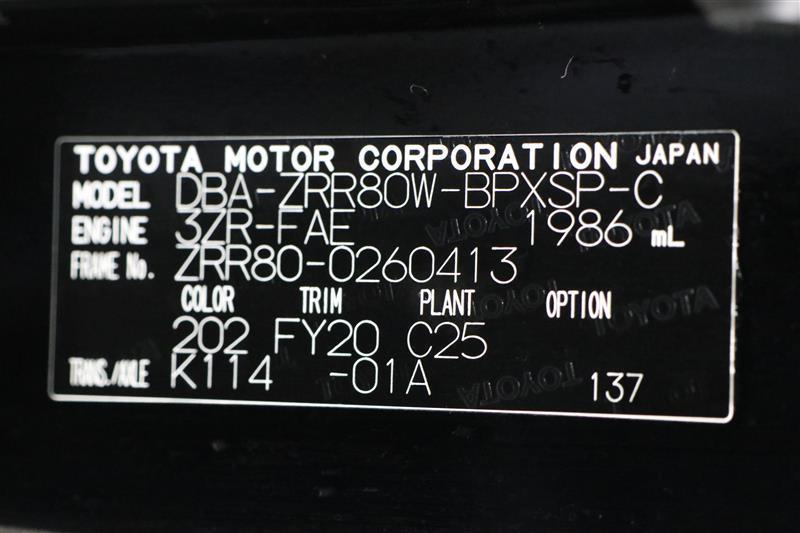 TOYOTA MOTOR CORPORATION JAPAN
MODEL DBA-ZRR80W-BPXSP-C
ENGINE 3ZR-FAE 1986 mL
FRAME No. ZRR80-0260413
COLOR TRIM PLANT OPTION
202 FY20 C25
TRANS./AXLE K114 -01A 137